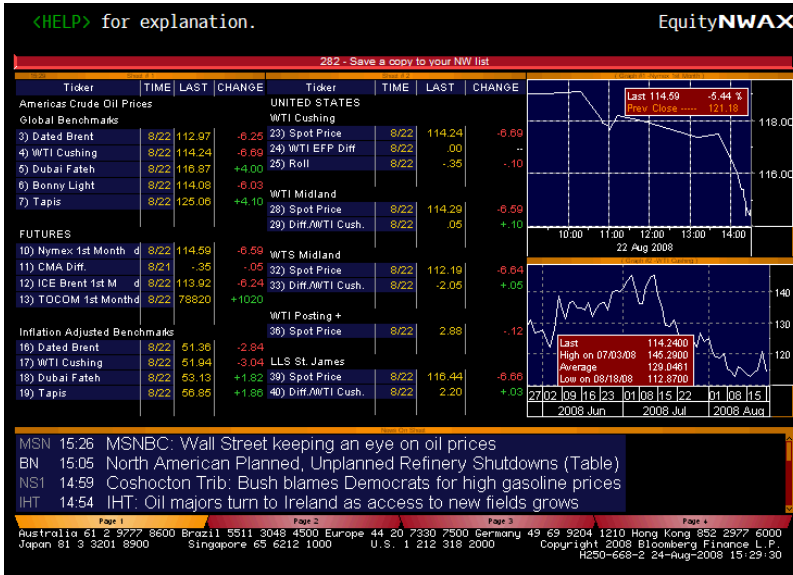 <HELP> for explanation. EquityNWAX
282 - Save a copy to your NW list
Ticker TIME LAST CHANGE Ticker TIME LAST CHANGE
Americas Crude Oil Prices
Global Benchmarks
3) Dated Brent 8/22 112.97 -6.25
4) WTI Cushing 8/22 114.24 -6.69
5) Dubai Fateh 8/22 116.87 +4.00
6) Bonny Light 8/22 114.08 -6.03
7) Tapis 8/22 125.06 +4.10
FUTURES
10) Nymex 1st Month d 8/22 114.59 -6.59
11) CMA Diff. 8/21 -.35 -.05
12) ICE Brent 1st M d 8/22 113.92 -6.24
13) TOCOM 1st Monthd 8/22 78820 +1020
Inflation Adjusted Benchmarks
16) Dated Brent 8/22 51.36 -2.84
17) WTI Cushing 8/22 51.94 -3.04
18) Dubai Fateh 8/22 53.13 +1.82
19) Tapis 8/22 56.85 +1.86
UNITED STATES
WTI Cushing
23) Spot Price 8/22 114.24 -6.69
24) WTI EFP Diff 8/22 .00 --
25) Roll 8/22 -.35 -.10
WTI Midland
28) Spot Price 8/22 114.29 -6.59
29) Diff./WTI Cush. 8/22 .05 +.10
WTS Midland
32) Spot Price 8/22 112.19 -6.64
33) Diff./WTI Cush. 8/22 -2.05 +.05
WTI Posting +
36) Spot Price 8/22 2.88 -.12
LLS St. James
39) Spot Price 8/22 116.44 -6.66
40) Diff./WTI Cush. 8/22 2.20 +.03
Last 114.59 -5.44 %
Prev Close ----- 121.18
118.00
116.00
10:00 11:00 12:00 13:00 14:00
22 Aug 2008
140
130
120
Last 114.2400
High on 07/03/08 145.2900
Average 129.0461
Low on 08/18/08 112.8700
27 02 09 16 23 01 08 15 22 01 08 15
2008 Jun 2008 Jul 2008 Aug
MSN 15:26 MSNBC: Wall Street keeping an eye on oil prices
BN 15:05 North American Planned, Unplanned Refinery Shutdowns (Table)
NS1 14:59 Coshocton Trib: Bush blames Democrats for high gasoline prices
IHT 14:54 IHT: Oil majors turn to Ireland as access to new fields grows
Page 1 Page 2 Page 3 Page 4
Australia 61 2 9777 8600 Brazil 5511 3048 4500 Europe 44 20 7330 7500 Germany 49 69 9204 1210 Hong Kong 852 2977 6000
Japan 81 3 3201 8900 Singapore 65 6212 1000 U.S. 1 212 318 2000 Copyright 2008 Bloomberg Finance L.P.
H250-668-2 24-Aug-2008 15:29:30